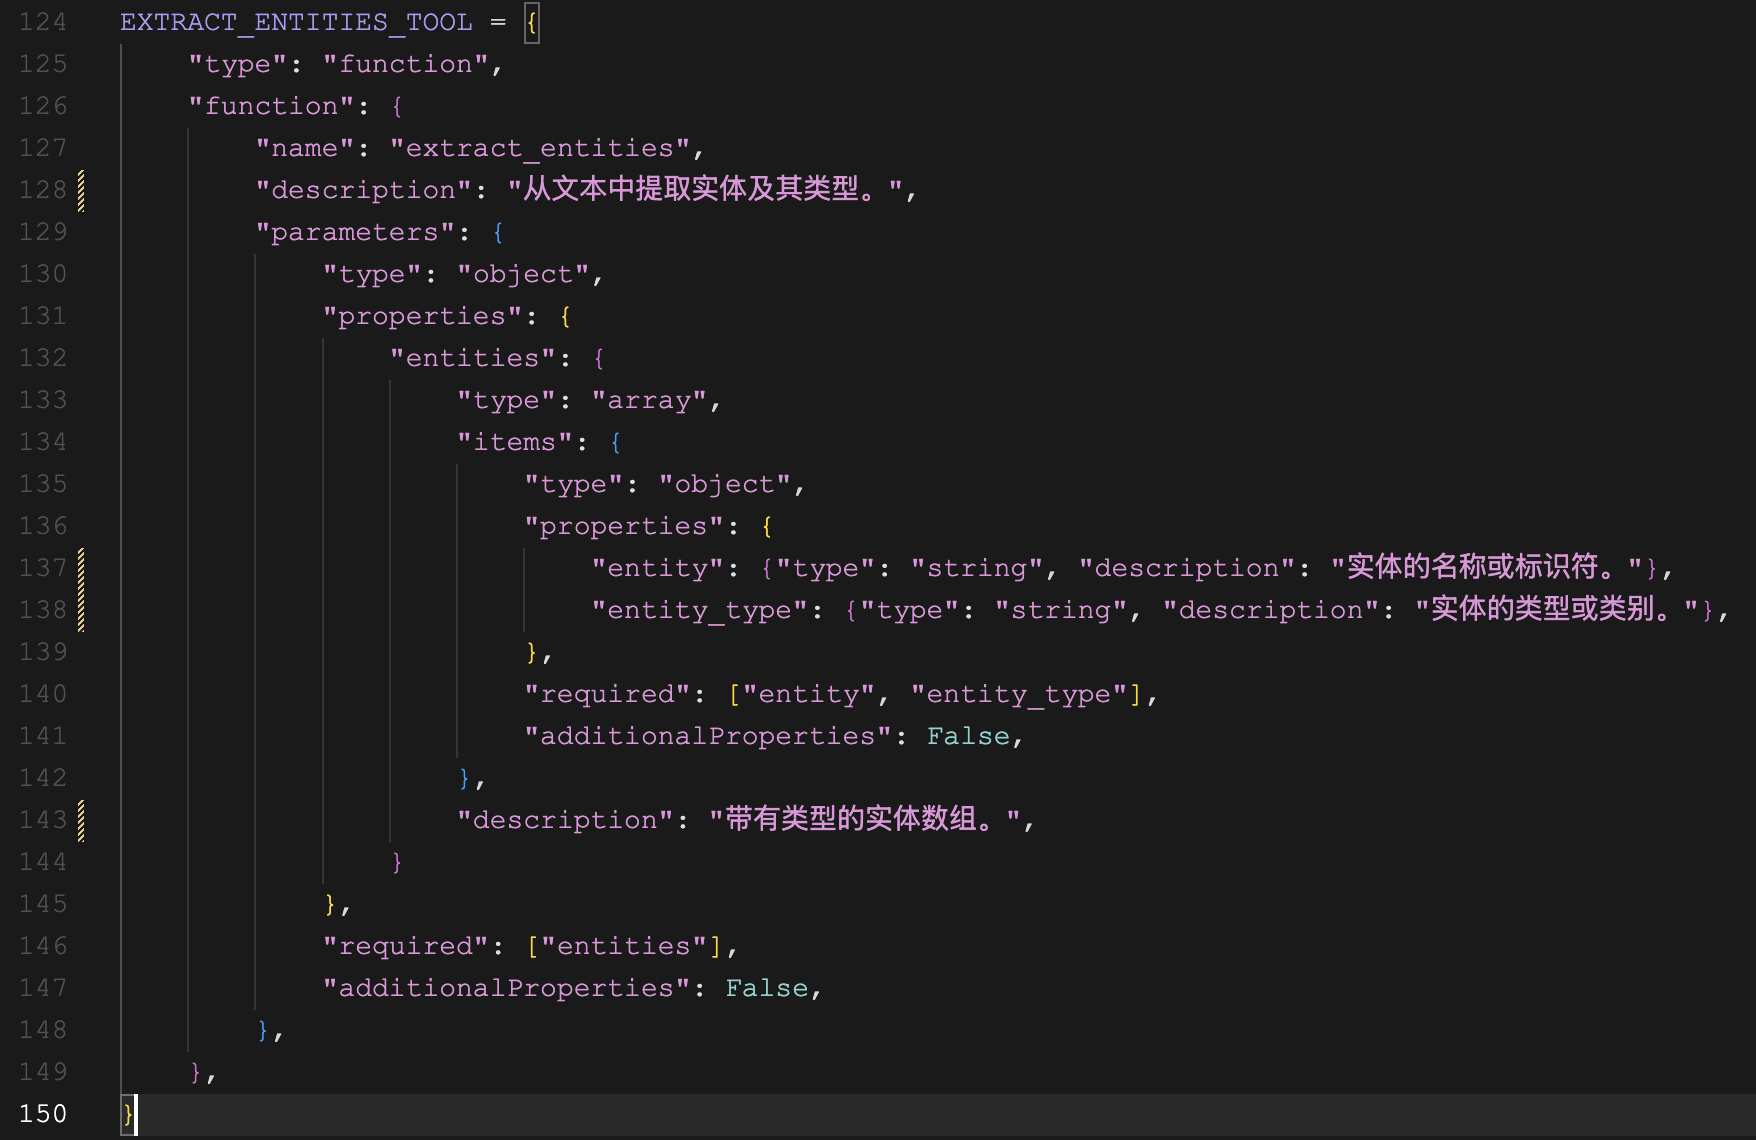 124 EXTRACT_ENTITIES_TOOL = {
125     "type": "function",
126     "function": {
127         "name": "extract_entities",
128         "description": "从文本中提取实体及其类型。",
129         "parameters": {
130             "type": "object",
131             "properties": {
132                 "entities": {
133                     "type": "array",
134                     "items": {
135                         "type": "object",
136                         "properties": {
137                             "entity": {"type": "string", "description": "实体的名称或标识符。"},
138                             "entity_type": {"type": "string", "description": "实体的类型或类别。"},
139                         },
140                         "required": ["entity", "entity_type"],
141                         "additionalProperties": False,
142                     },
143                     "description": "带有类型的实体数组。",
144                 }
145             },
146             "required": ["entities"],
147             "additionalProperties": False,
148         },
149     },
150 }